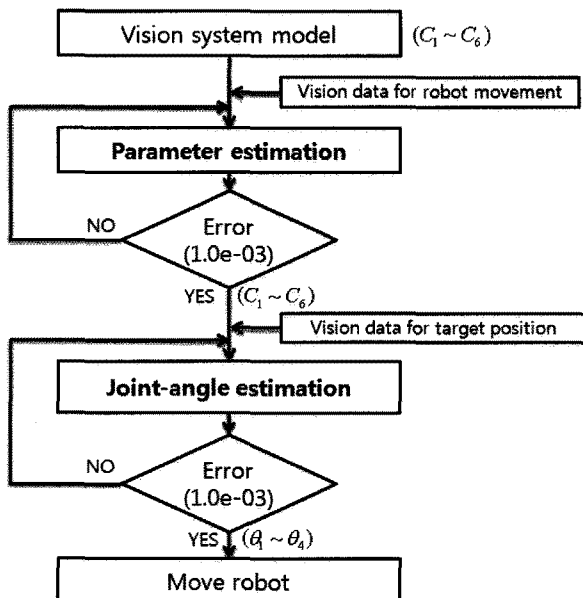 Vision system model (C₁ ~ C₆)
Vision data for robot movement
Parameter estimation
NO
Error
(1.0e-03)
YES (C₁ ~ C₆)
Vision data for target position
Joint-angle estimation
NO
Error
(1.0e-03)
YES (θ₁ ~ θ₄)
Move robot